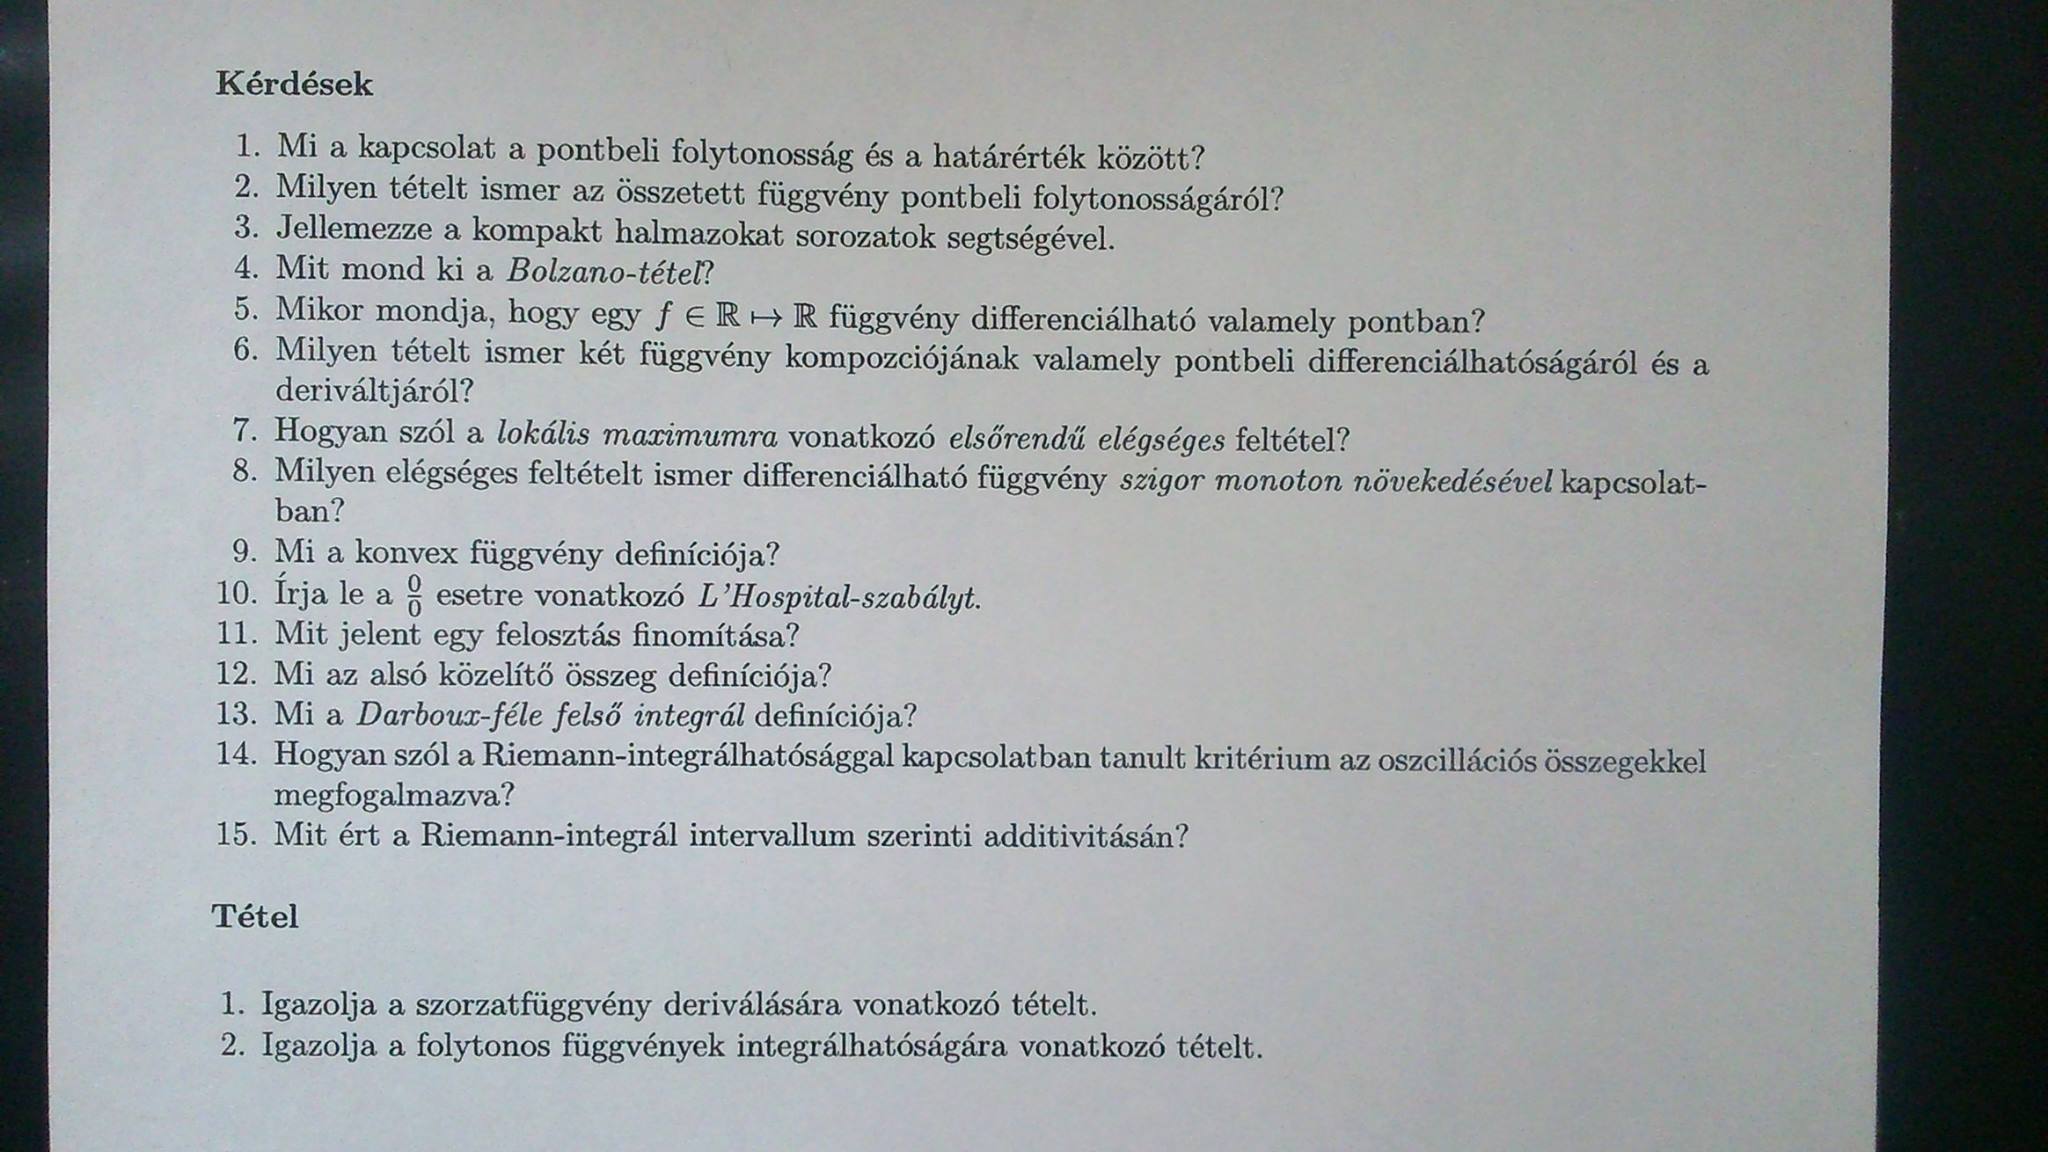 Kérdések
1. Mi a kapcsolat a pontbeli folytonosság és a határérték között?
2. Milyen tételt ismer az összetett függvény pontbeli folytonosságáról?
3. Jellemezze a kompakt halmazokat sorozatok segtségével.
4. Mit mond ki a Bolzano-tétel?
5. Mikor mondja, hogy egy f ∈ ℝ ↦ ℝ függvény differenciálható valamely pontban?
6. Milyen tételt ismer két függvény kompozciójának valamely pontbeli differenciálhatóságáról és a
deriváltjáról?
7. Hogyan szól a lokális maximumra vonatkozó elsőrendű elégséges feltétel?
8. Milyen elégséges feltételt ismer differenciálható függvény szigor monoton növekedésével kapcsolat-
ban?
9. Mi a konvex függvény definíciója?
10. Írja le a 0/0 esetre vonatkozó L'Hospital-szabályt.
11. Mit jelent egy felosztás finomítása?
12. Mi az alsó közelítő összeg definíciója?
13. Mi a Darboux-féle felső integrál definíciója?
14. Hogyan szól a Riemann-integrálhatósággal kapcsolatban tanult kritérium az oszcillációs összegekkel
megfogalmazva?
15. Mit ért a Riemann-integrál intervallum szerinti additivitásán?
Tétel
1. Igazolja a szorzatfüggvény deriválására vonatkozó tételt.
2. Igazolja a folytonos függvények integrálhatóságára vonatkozó tételt.